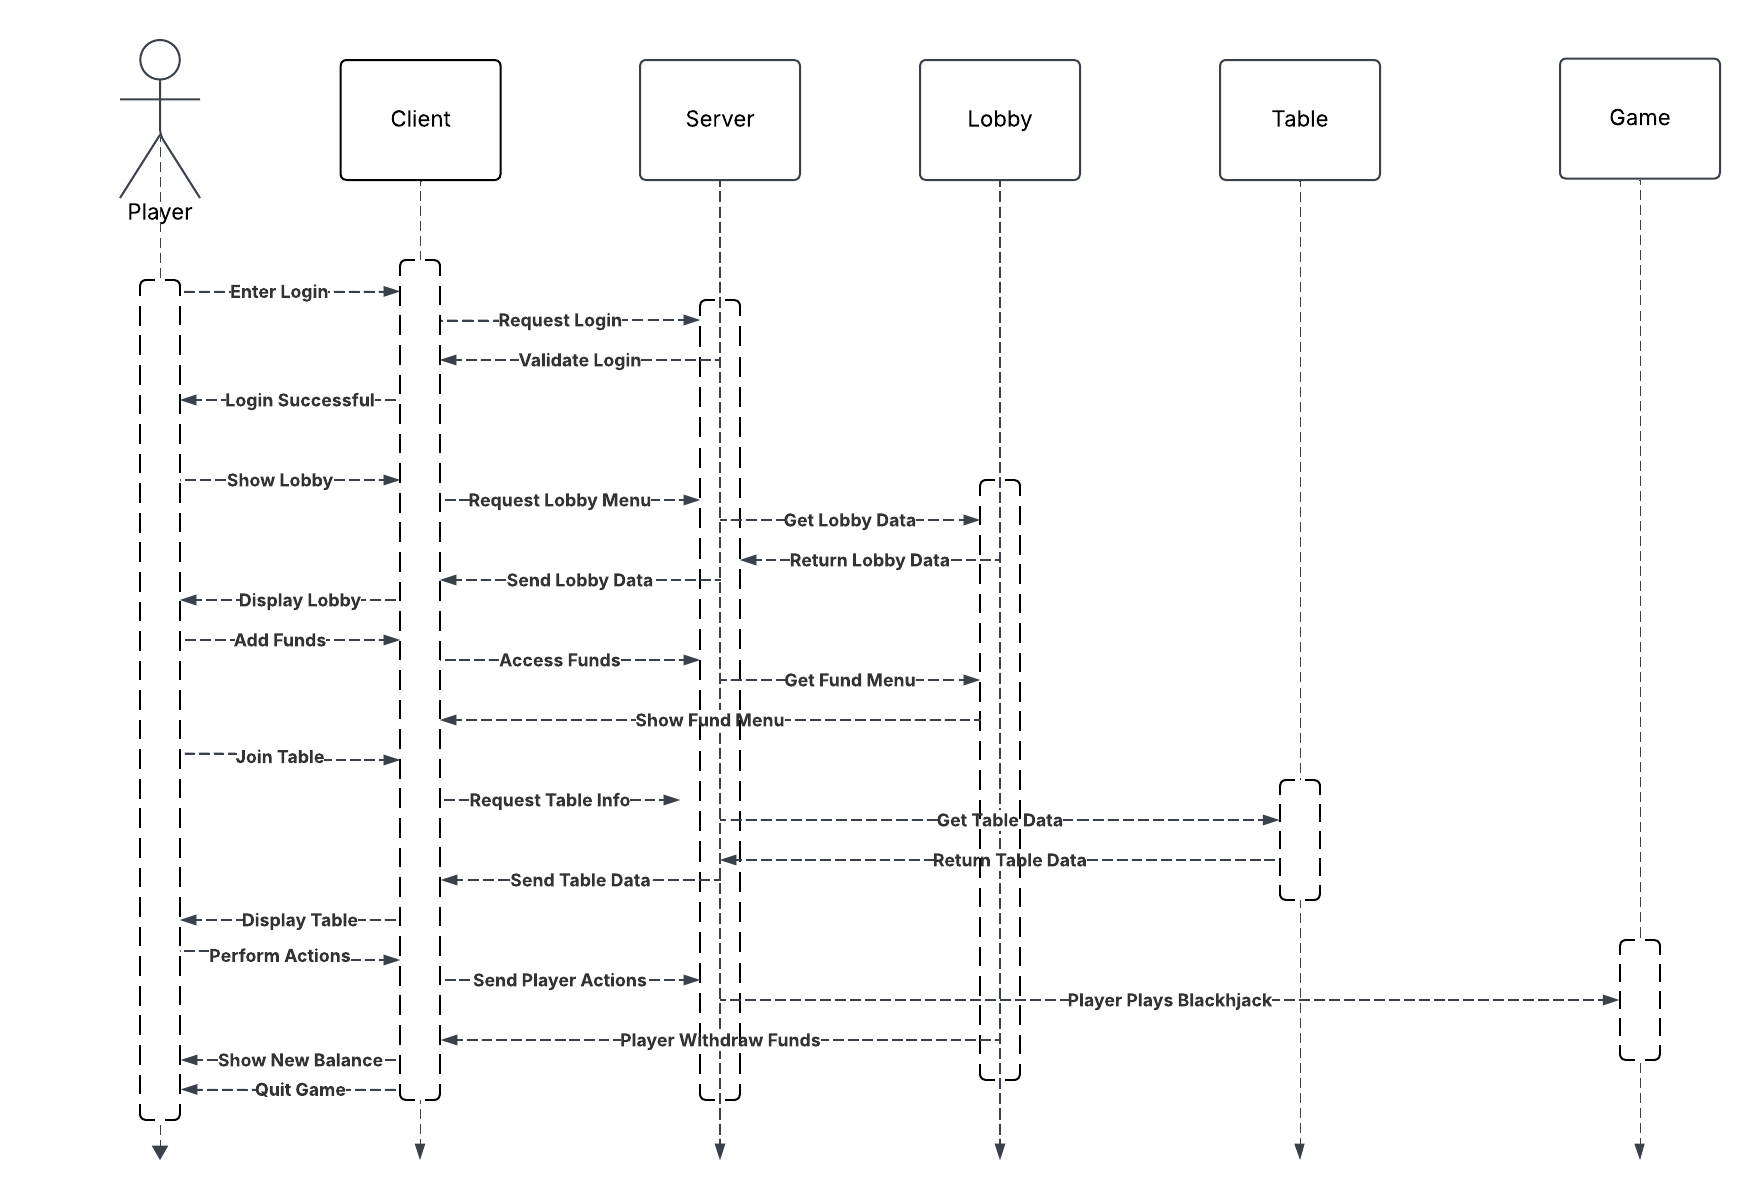 Client
Server
Lobby
Table
Game
Player
Enter Login
Request Login
Validate Login
Login Successful
Show Lobby
Request Lobby Menu
Get Lobby Data
Return Lobby Data
Send Lobby Data
Display Lobby
Add Funds
Access Funds
Get Fund Menu
Show Fund Menu
Join Table
Request Table Info
Get Table Data
Return Table Data
Send Table Data
Display Table
Perform Actions
Send Player Actions
Player Plays Blackhjack
Player Withdraw Funds
Show New Balance
Quit Game